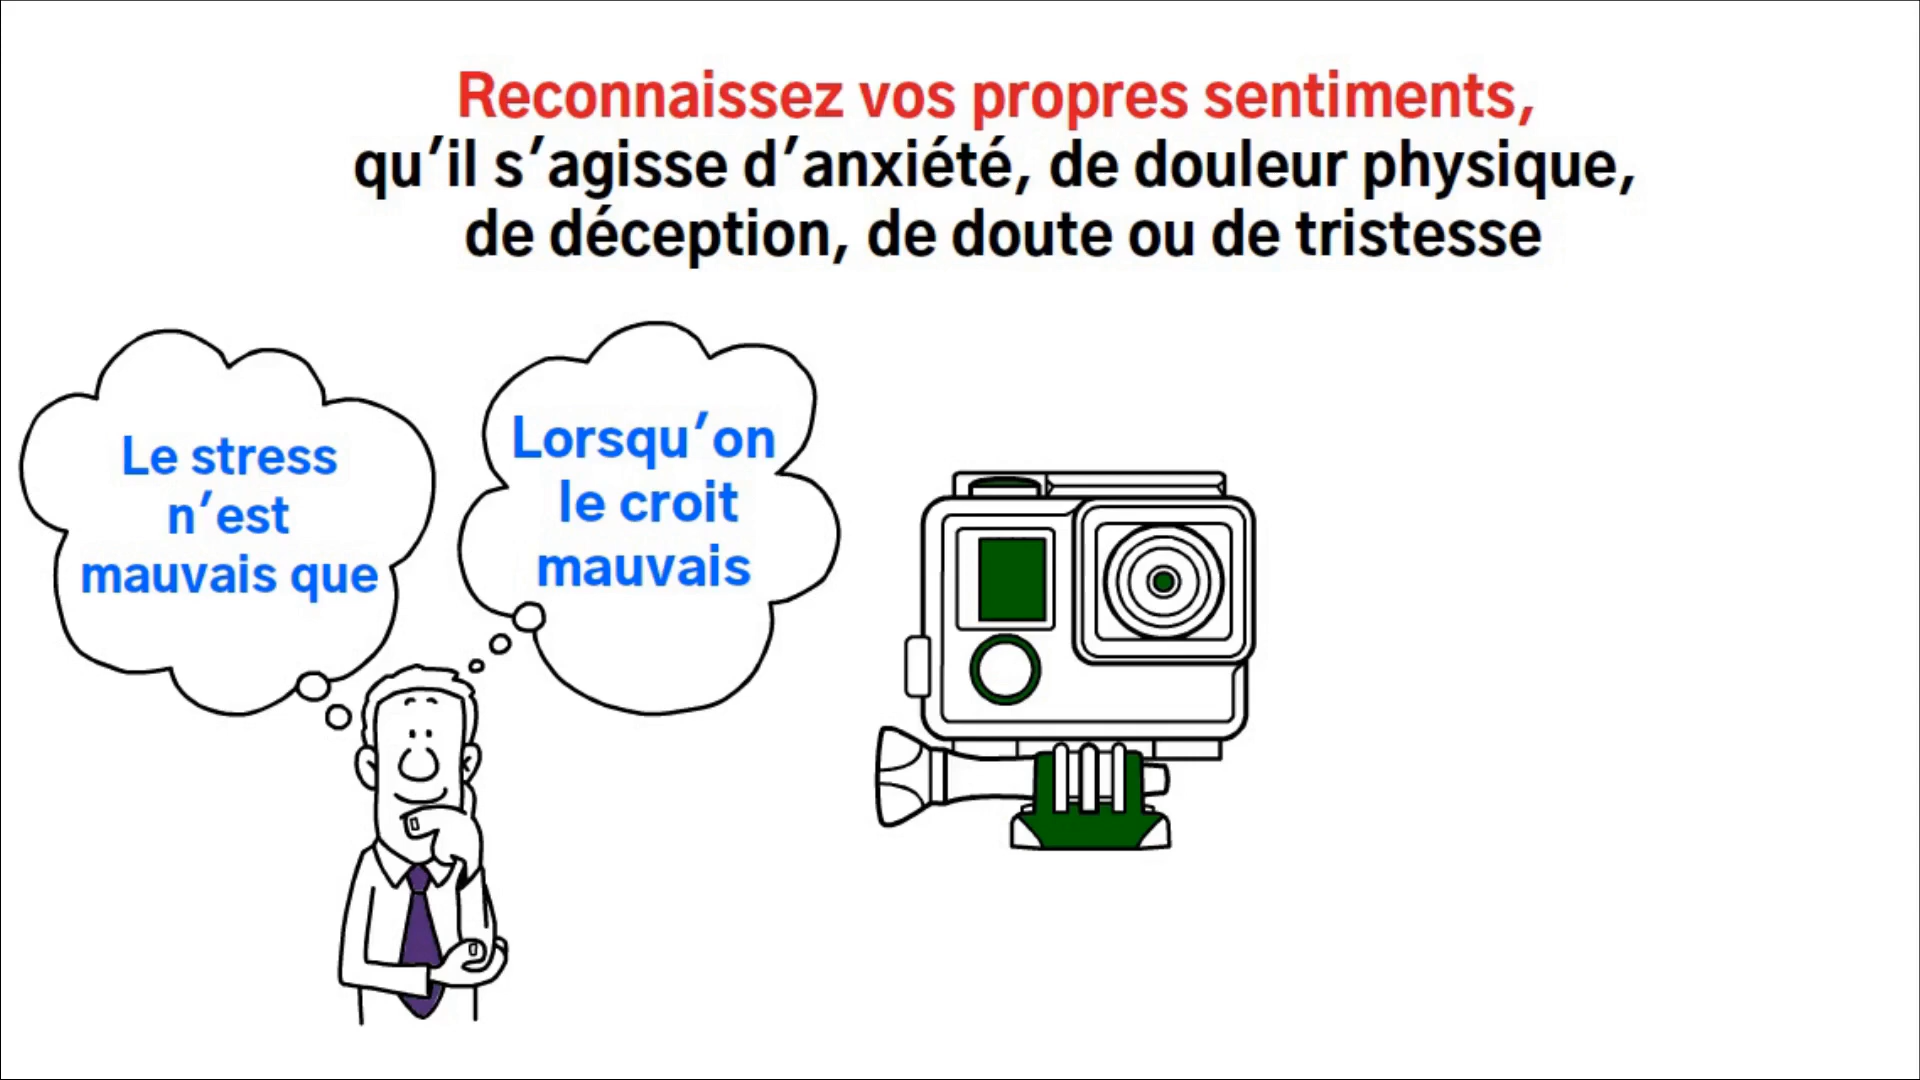 Reconnaissez vos propres sentiments,
qu’il s’agisse d’anxiété, de douleur physique,
de déception, de doute ou de tristesse
Le stress
n’est
mauvais que
Lorsqu’on
le croit
mauvais